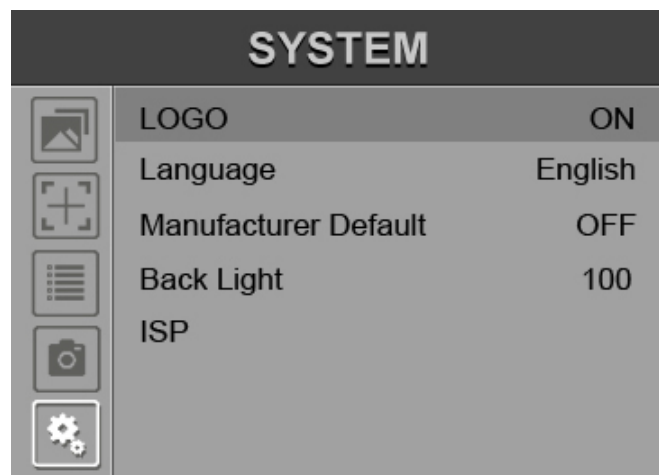 SYSTEM
LOGO ON
Language English
Manufacturer Default OFF
Back Light 100
ISP